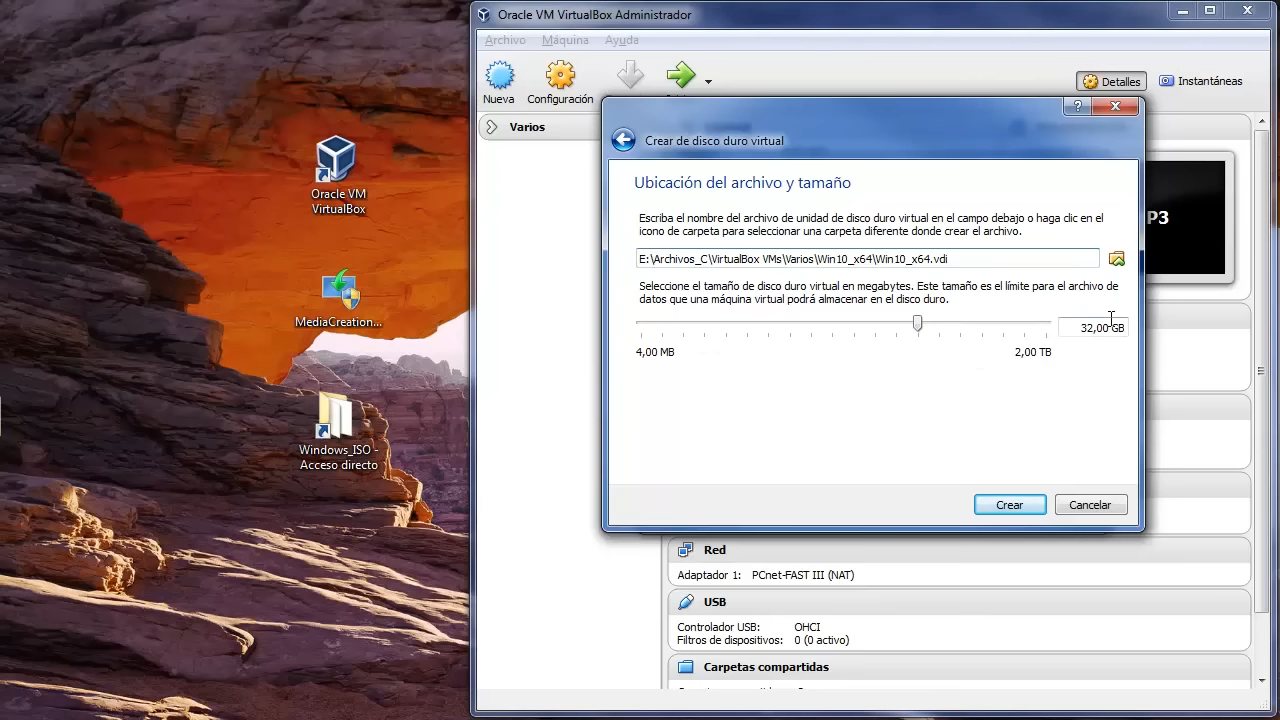 Oracle VM VirtualBox Administrador
Archivo Máquina Ayuda
Nueva Configuración
Detalles Instantáneas
Varios
Crear de disco duro virtual
Ubicación del archivo y tamaño
Escriba el nombre del archivo de unidad de disco duro virtual en el campo debajo o haga clic en el
icono de carpeta para seleccionar una carpeta diferente donde crear el archivo.
E:\Archivos_C\VirtualBox VMs\Varios\Win10_x64\Win10_x64.vdi
Seleccione el tamaño de disco duro virtual en megabytes. Este tamaño es el límite para el archivo de
datos que una máquina virtual podrá almacenar en el disco duro.
32,00 GB
4,00 MB 2,00 TB
Crear Cancelar
P3
Red
Adaptador 1: PCnet-FAST III (NAT)
USB
Controlador USB: OHCI
Filtros de dispositivos: 0 (0 activo)
Carpetas compartidas
Oracle VM
VirtualBox
MediaCreation...
Windows_ISO -
Acceso directo